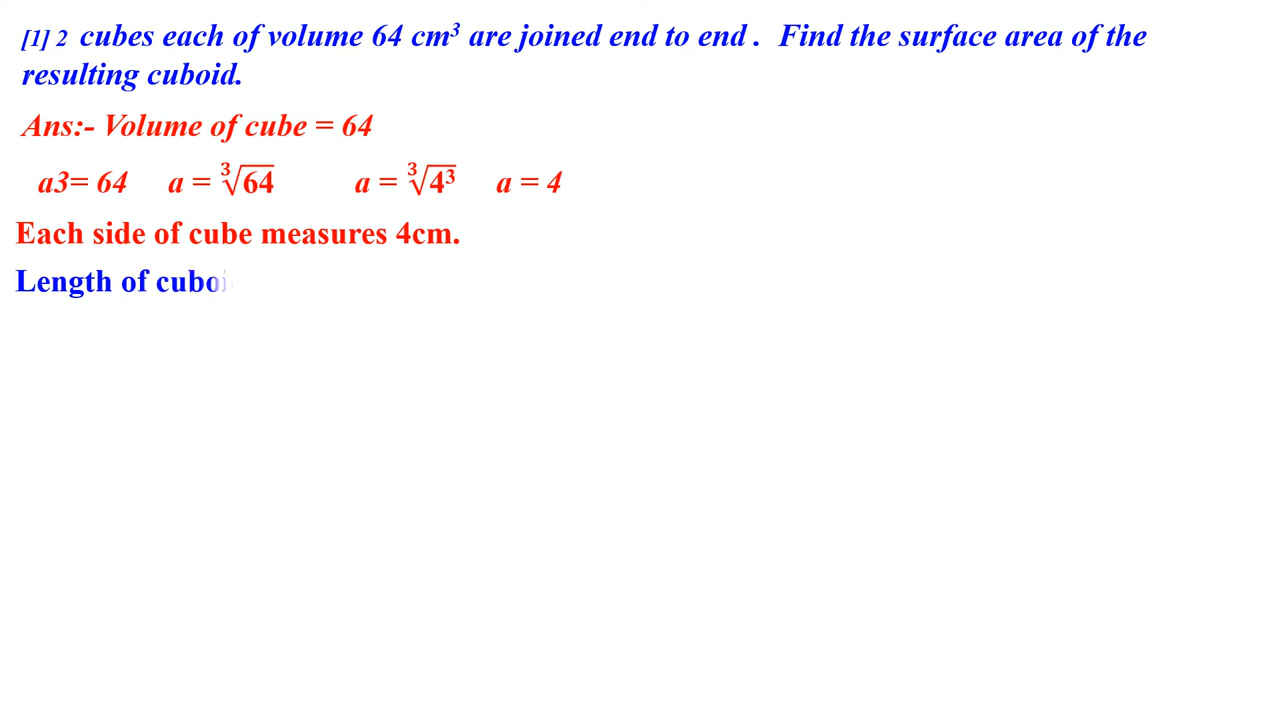 [1] 2 cubes each of volume 64 cm³ are joined end to end . Find the surface area of the
resulting cuboid.
Ans:- Volume of cube = 64
a3= 64 a = ∛64 a = ∛4³ a = 4
Each side of cube measures 4cm.
Length of cuboi